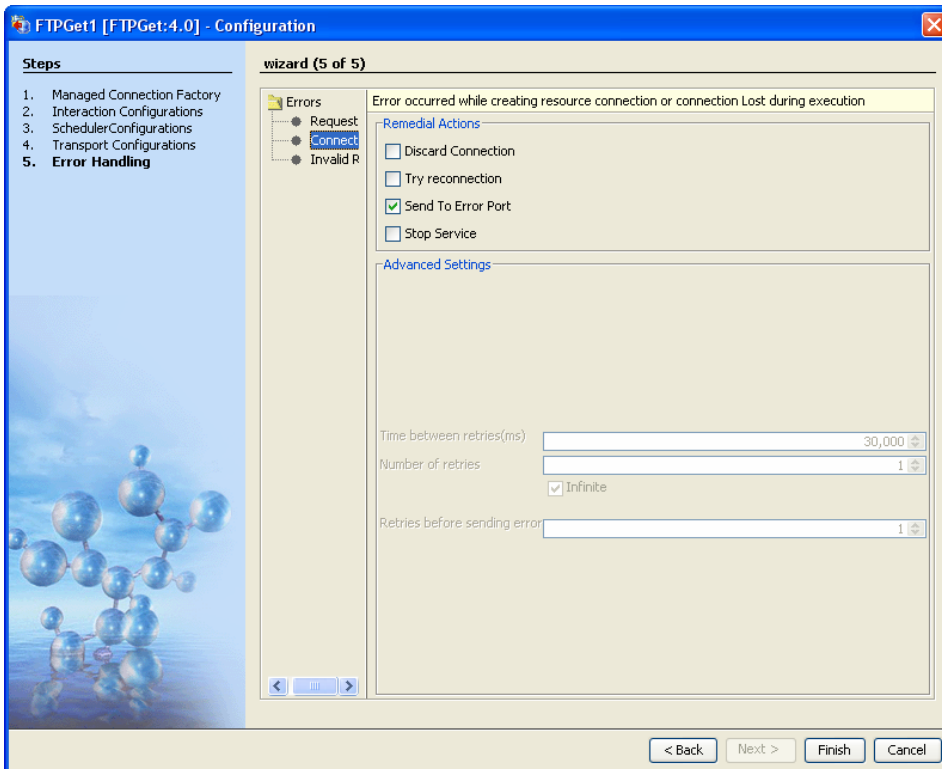 FTPGet1 [FTPGet:4.0] - Configuration
Steps
1. Managed Connection Factory
2. Interaction Configurations
3. SchedulerConfigurations
4. Transport Configurations
5. Error Handling
wizard (5 of 5)
Errors
Request
Connect
Invalid R
Error occurred while creating resource connection or connection Lost during execution
Remedial Actions
Discard Connection
Try reconnection
Send To Error Port
Stop Service
Advanced Settings
Time between retries(ms) 30,000
Number of retries 1
Infinite
Retries before sending error 1
< Back Next > Finish Cancel